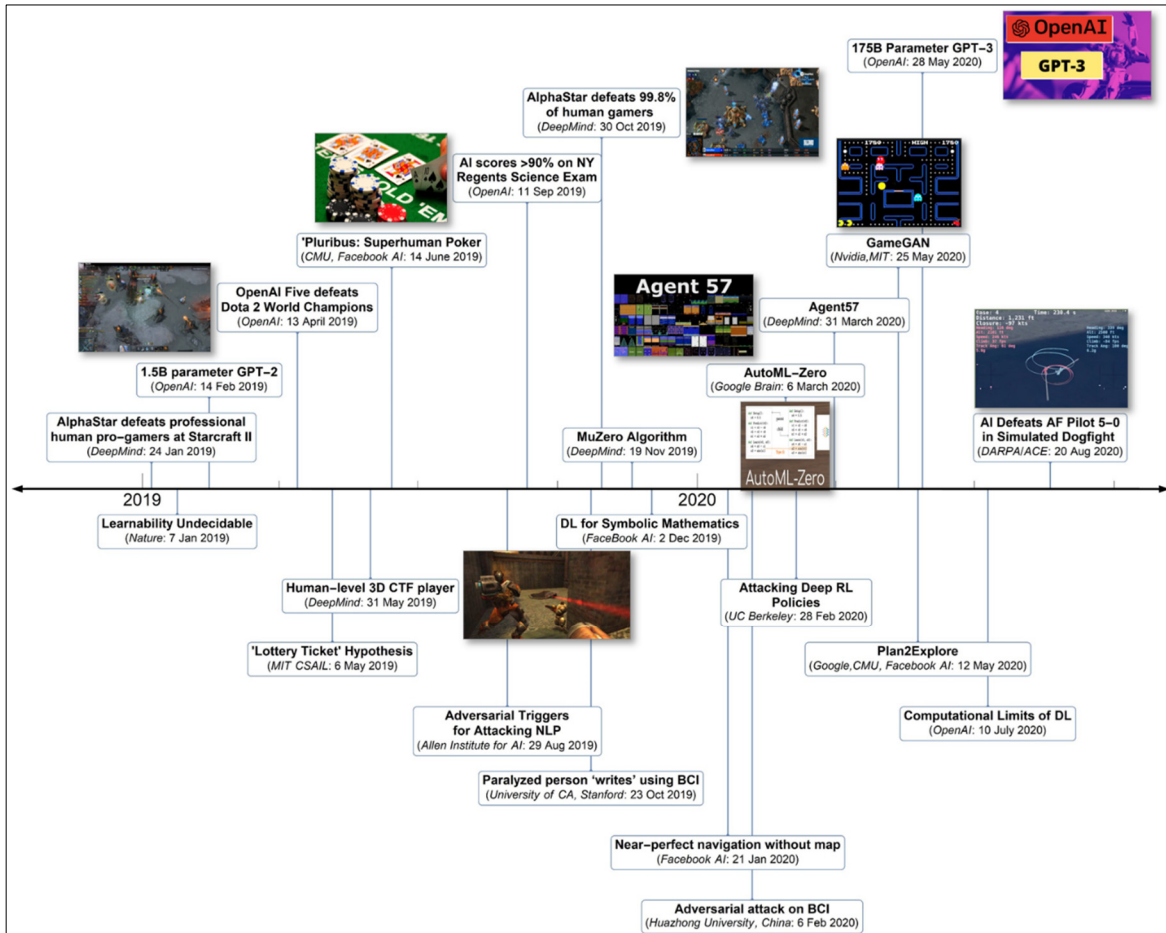 175B Parameter GPT-3
(OpenAI: 28 May 2020)
OpenAI
GPT-3
AlphaStar defeats 99.8%
of human gamers
(DeepMind: 30 Oct 2019)
AI scores >90% on NY
Regents Science Exam
(OpenAI: 11 Sep 2019)
'Pluribus: Superhuman Poker
(CMU, Facebook AI: 14 June 2019)
GameGAN
(Nvidia,MIT: 25 May 2020)
OpenAI Five defeats
Dota 2 World Champions
(OpenAI: 13 April 2019)
Agent 57
Agent57
(DeepMind: 31 March 2020)
1.5B parameter GPT-2
(OpenAI: 14 Feb 2019)
AutoML-Zero
(Google Brain: 6 March 2020)
AlphaStar defeats professional
human pro-gamers at Starcraft II
(DeepMind: 24 Jan 2019)
MuZero Algorithm
(DeepMind: 19 Nov 2019)
AutoML-Zero
AI Defeats AF Pilot 5-0
in Simulated Dogfight
(DARPA/ACE: 20 Aug 2020)
2019
2020
Learnability Undecidable
(Nature: 7 Jan 2019)
DL for Symbolic Mathematics
(FaceBook AI: 2 Dec 2019)
Human-level 3D CTF player
(DeepMind: 31 May 2019)
Attacking Deep RL
Policies
(UC Berkeley: 28 Feb 2020)
'Lottery Ticket' Hypothesis
(MIT CSAIL: 6 May 2019)
Plan2Explore
(Google,CMU, Facebook AI: 12 May 2020)
Adversarial Triggers
for Attacking NLP
(Allen Institute for AI: 29 Aug 2019)
Computational Limits of DL
(OpenAI: 10 July 2020)
Paralyzed person ‘writes’ using BCI
(University of CA, Stanford: 23 Oct 2019)
Near-perfect navigation without map
(Facebook AI: 21 Jan 2020)
Adversarial attack on BCI
(Huazhong University, China: 6 Feb 2020)